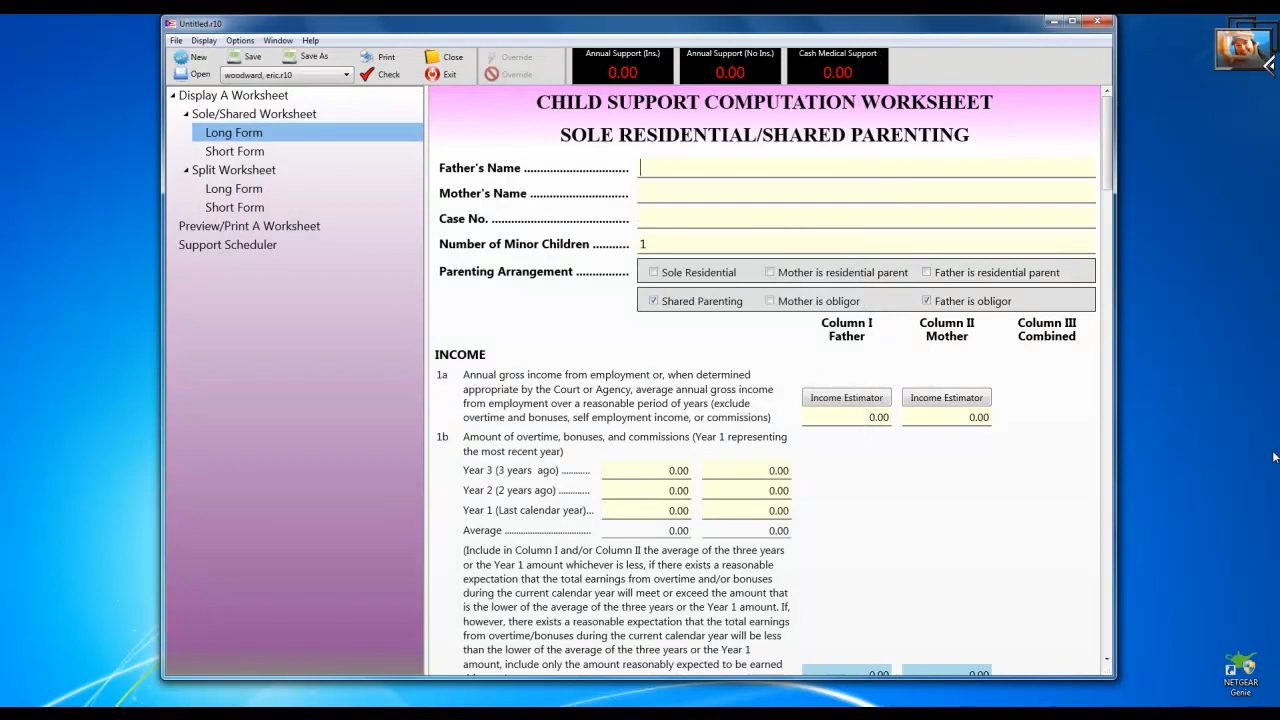 Untitled.r10
File Display Options Window Help
New Save Save As Print Close Override
Open woodward, eric.r10 Check Exit Override
Annual Support (Ins.)
0.00
Annual Support (No Ins.)
0.00
Cash Medical Support
0.00
Display A Worksheet
Sole/Shared Worksheet
Long Form
Short Form
Split Worksheet
Long Form
Short Form
Preview/Print A Worksheet
Support Scheduler
CHILD SUPPORT COMPUTATION WORKSHEET
SOLE RESIDENTIAL/SHARED PARENTING
Father's Name ..............................
Mother's Name ..............................
Case No. .......................................
Number of Minor Children ........... 1
Parenting Arrangement ............... Sole Residential Mother is residential parent Father is residential parent
Shared Parenting Mother is obligor Father is obligor
Column I Column II Column III
Father Mother Combined
INCOME
1a Annual gross income from employment or, when determined
appropriate by the Court or Agency, average annual gross income
from employment over a reasonable period of years (exclude
overtime and bonuses, self employment income, or commissions)
Income Estimator Income Estimator
0.00 0.00
1b Amount of overtime, bonuses, and commissions (Year 1 representing
the most recent year)
Year 3 (3 years ago) ............ 0.00 0.00
Year 2 (2 years ago) ............. 0.00 0.00
Year 1 (Last calendar year)... 0.00 0.00
Average .................................... 0.00 0.00
(Include in Column I and/or Column II the average of the three years
or the Year 1 amount whichever is less, if there exists a reasonable
expectation that the total earnings from overtime and/or bonuses
during the current calendar year will meet or exceed the amount that
is the lower of the average of the three years or the Year 1 amount. If,
however, there exists a reasonable expectation that the total earnings
from overtime/bonuses during the current calendar year will be less
than the lower of the average of the three years or the Year 1
amount, include only the amount reasonably expected to be earned
0.00 0.00
NETGEAR
Genie